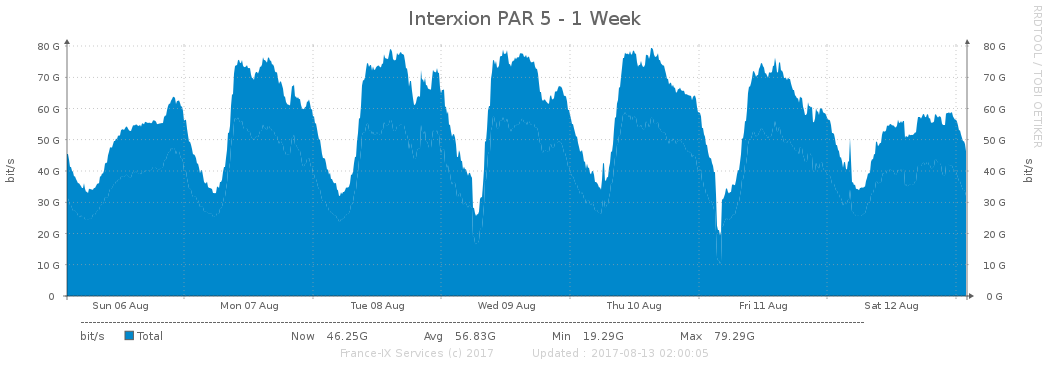 Interxion PAR 5 - 1 Week
RRDTOOL / TOBI OETIKER
bit/s
80 G
70 G
60 G
50 G
40 G
30 G
20 G
10 G
0
80 G
70 G
60 G
50 G
40 G
30 G
20 G
10 G
0 G
bit/s
Sun 06 Aug Mon 07 Aug Tue 08 Aug Wed 09 Aug Thu 10 Aug Fri 11 Aug Sat 12 Aug
bit/s Total Now 46.25G Avg 56.83G Min 19.29G Max 79.29G
France-IX Services (c) 2017 Updated : 2017-08-13 02:00:05